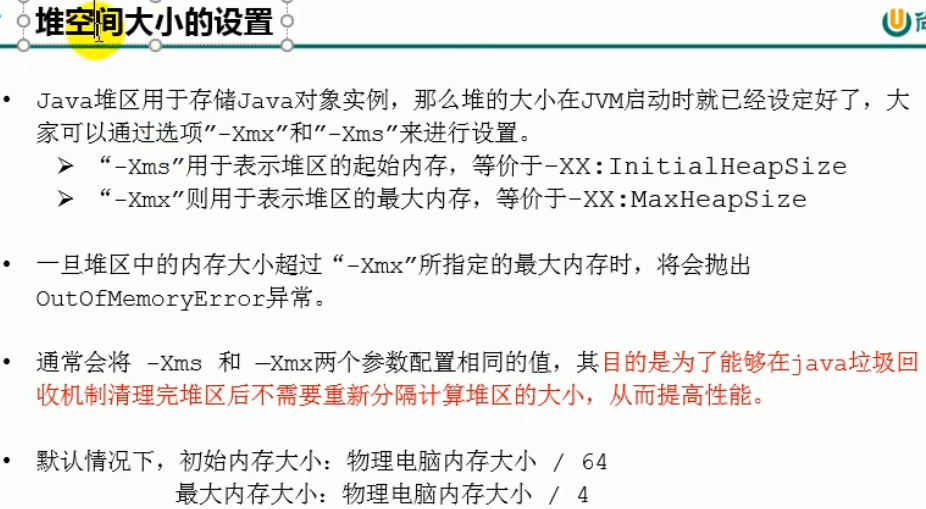 堆空间大小的设置
• Java堆区用于存储Java对象实例，那么堆的大小在JVM启动时就已经设定好了，大
家可以通过选项"-Xmx"和"-Xms"来进行设置。
➢ “-Xms"用于表示堆区的起始内存，等价于-XX:InitialHeapSize
➢ “-Xmx"则用于表示堆区的最大内存，等价于-XX:MaxHeapSize
• 一旦堆区中的内存大小超过“-Xmx"所指定的最大内存时，将会抛出
OutOfMemoryError异常。
• 通常会将 -Xms 和 –Xmx两个参数配置相同的值，其目的是为了能够在java垃圾回
收机制清理完堆区后不需要重新分隔计算堆区的大小，从而提高性能。
• 默认情况下，初始内存大小：物理电脑内存大小 / 64
最大内存大小：物理电脑内存大小 / 4